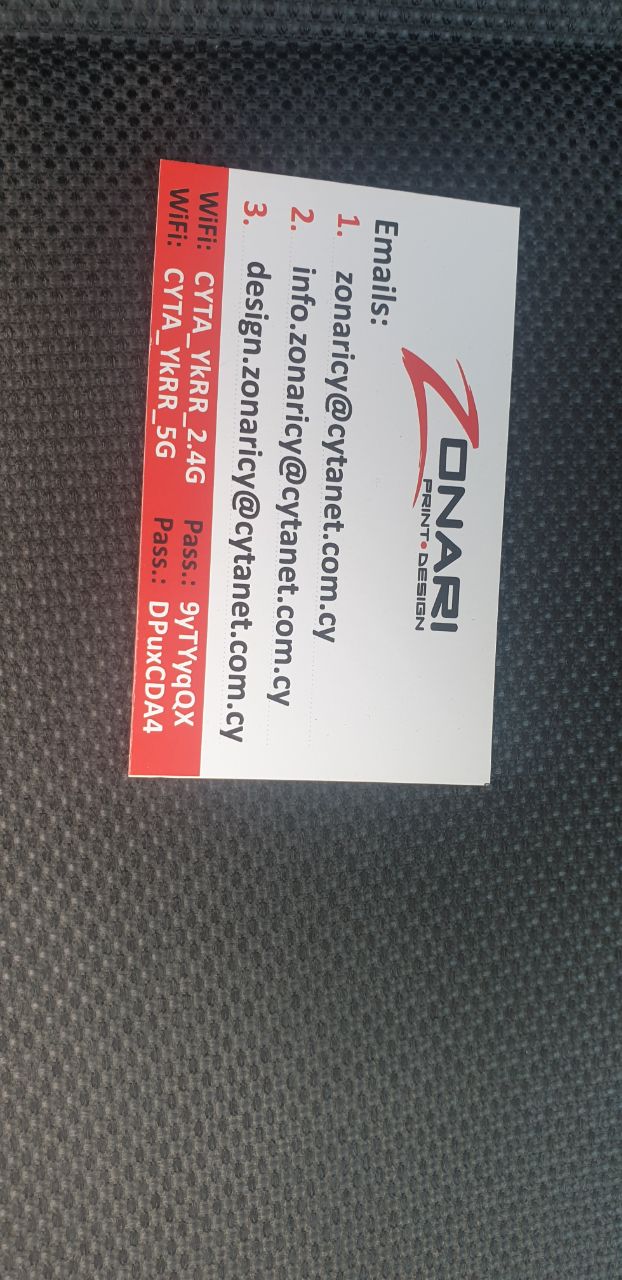 ZONARI
PRINT•DESIGN
Emails:
1. zonaricy@cytanet.com.cy
2. info.zonaricy@cytanet.com.cy
3. design.zonaricy@cytanet.com.cy
WiFi: CYTA_YkRR_2.4G Pass.: 9yTYyqQX
WiFi: CYTA_YkRR_5G Pass.: DPuxCDA4